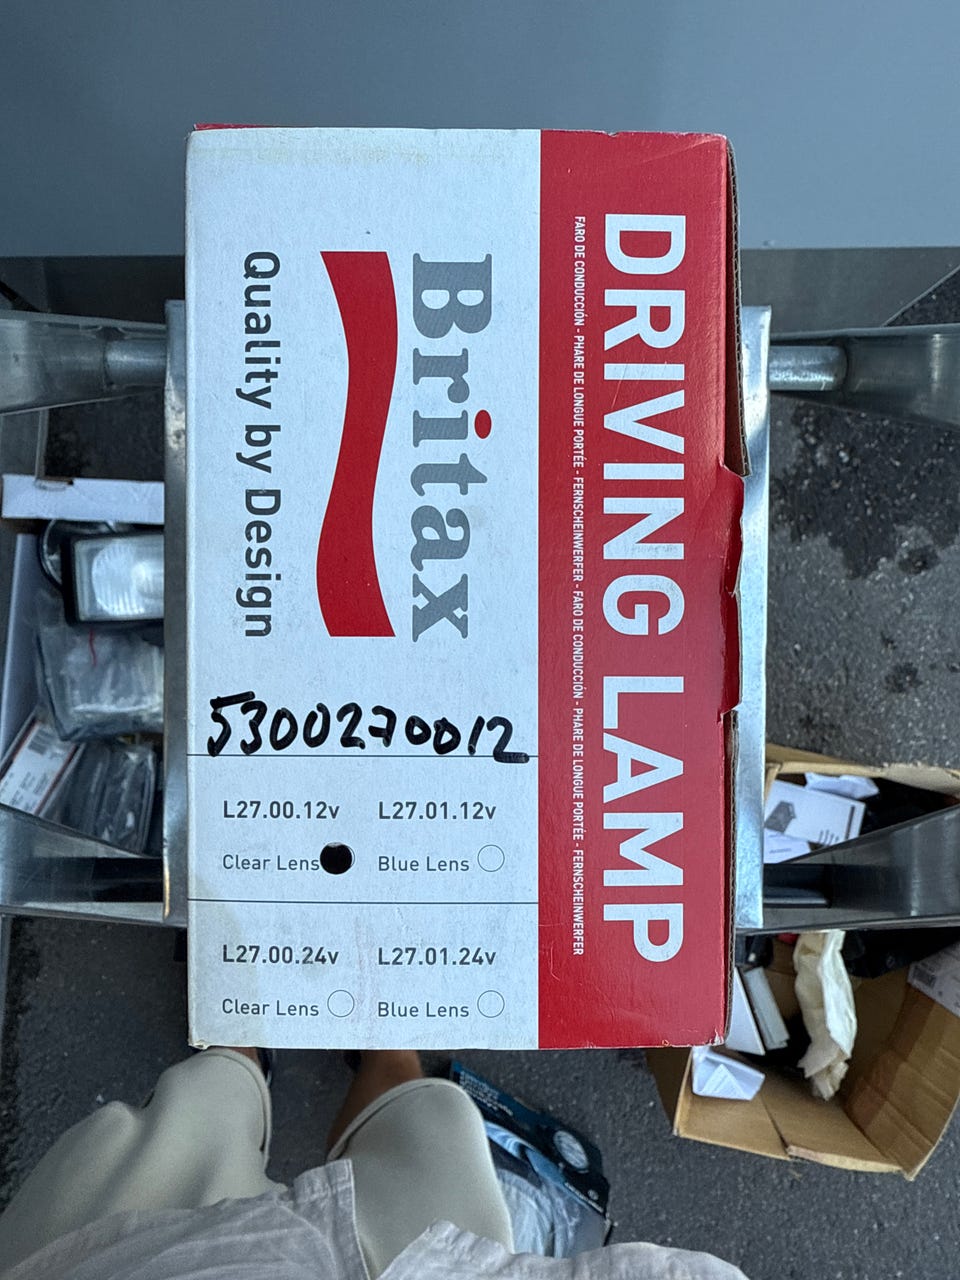 DRIVING LAMP
FARO DE CONDUCCIÓN - PHARE DE LONGUE PORTÉE - FERNSCHEINWERFER - FARO DE CONDUCCIÓN - PHARE DE LONGUE PORTÉE - FERNSCHEINWERFER
Britax
Quality by Design
5300270012
L27.00.12v L27.01.12v
Clear Lens Blue Lens
L27.00.24v L27.01.24v
Clear Lens Blue Lens